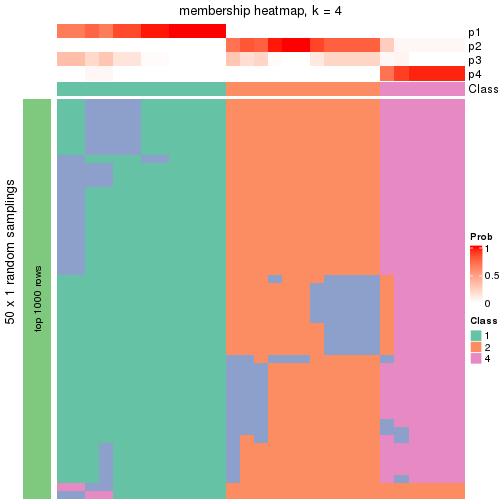 membership heatmap, k = 4
p1
p2
p3
p4
Class
50 x 1 random samplings
top 1000 rows
Prob
1
0.5
0
Class
1
2
4